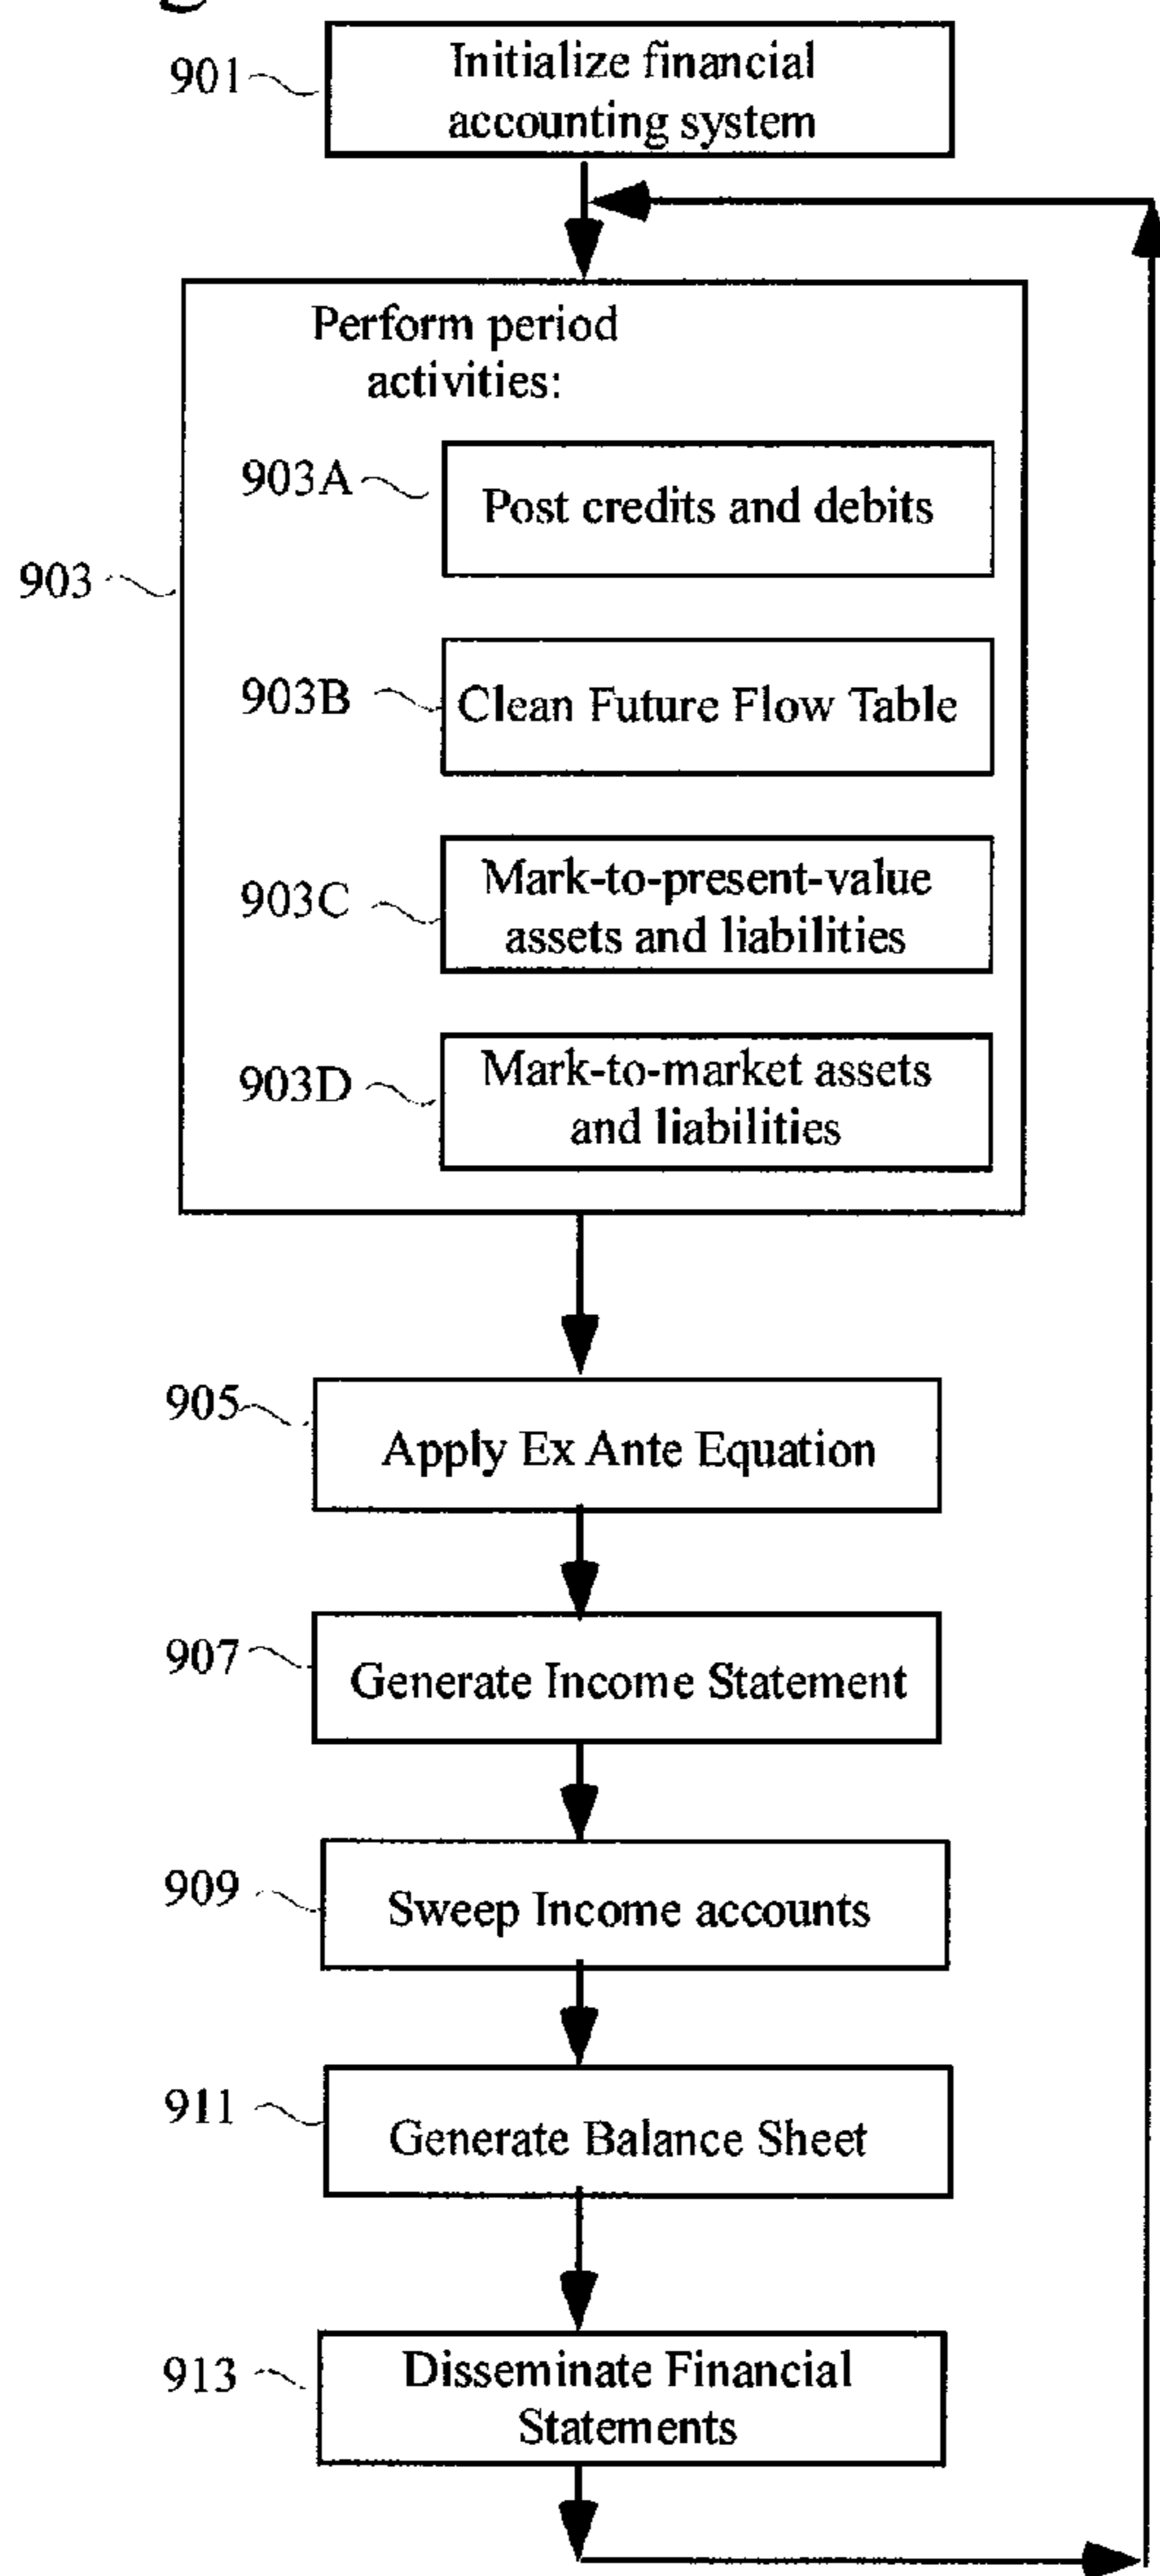 901
Initialize financial
accounting system
Perform period
activities:
903A
Post credits and debits
903
903B
Clean Future Flow Table
903C
Mark-to-present-value
assets and liabilities
903D
Mark-to-market assets
and liabilities
905
Apply Ex Ante Equation
907
Generate Income Statement
909
Sweep Income accounts
911
Generate Balance Sheet
913
Disseminate Financial
Statements